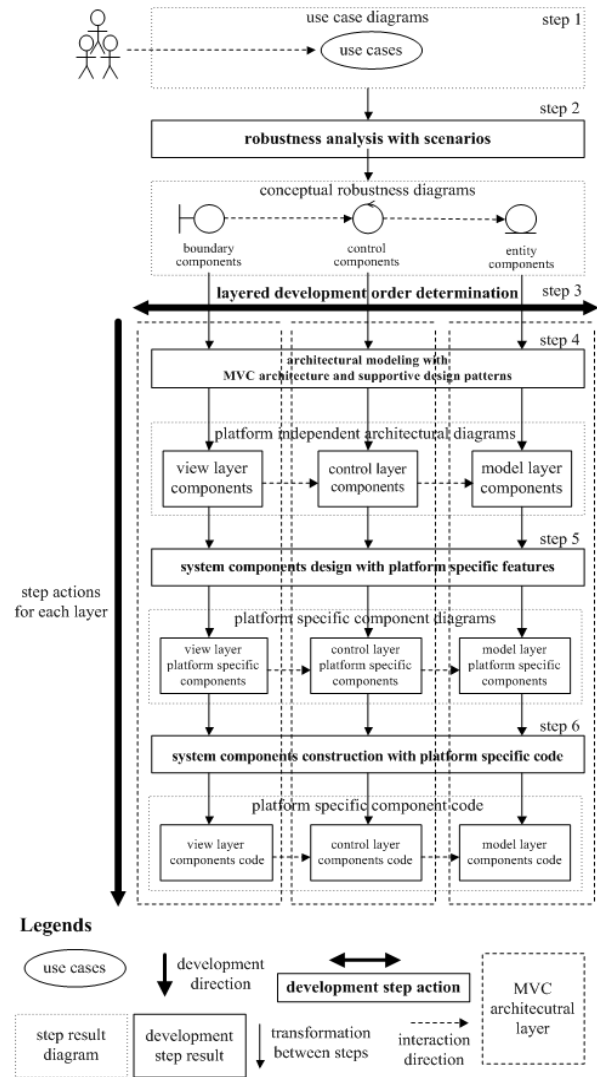 use case diagrams
step 1
use cases
step 2
robustness analysis with scenarios
conceptual robustness diagrams
boundary
components
control
components
entity
components
layered development order determination
step 3
step 4
architectural modeling with
MVC architecture and supportive design patterns
platform independent architectural diagrams
view layer
components
control layer
components
model layer
components
step 5
system components design with platform specific features
step actions
for each layer
platform specific component diagrams
view layer
platform specific
components
control layer
platform specific
components
model layer
platform specific
components
step 6
system components construction with platform specific code
platform specific component code
view layer
components code
control layer
components code
model layer
components code
Legends
use cases
development
direction
development step action
MVC
architecutral
layer
step result
diagram
development
step result
transformation
between steps
interaction
direction